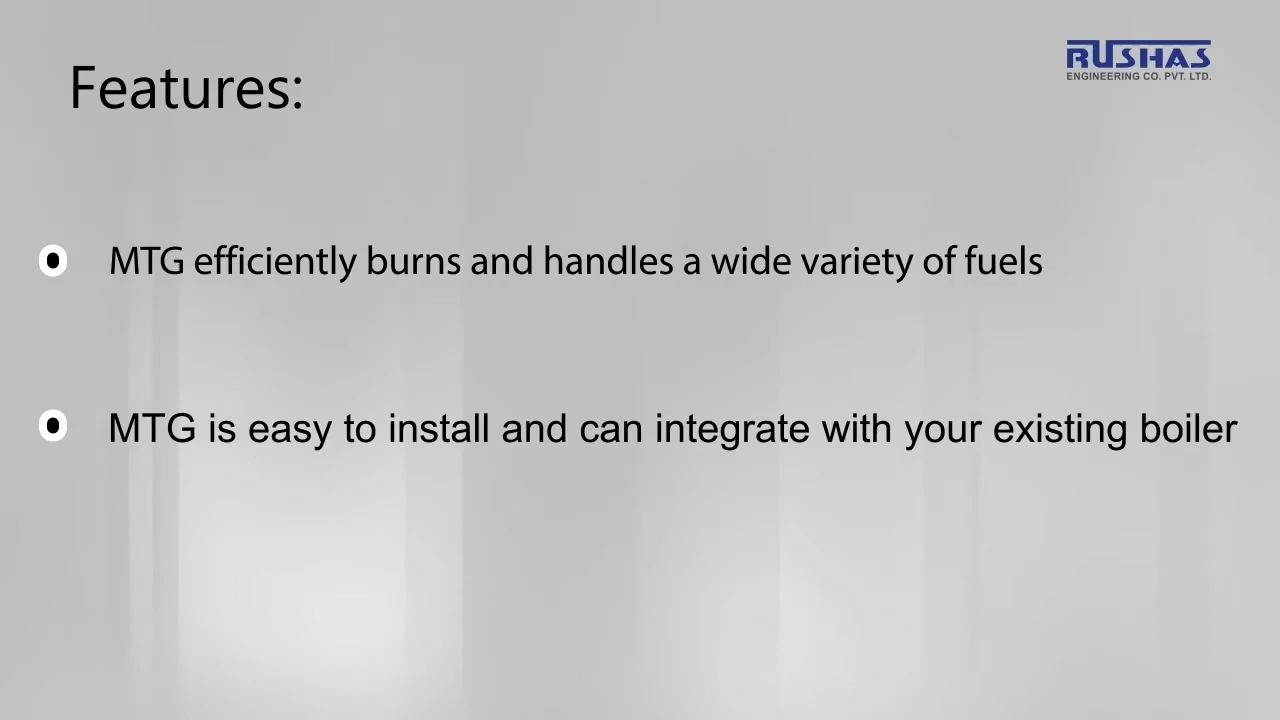 RUSHAS
ENGINEERING CO. PVT. LTD.
Features:
MTG efficiently burns and handles a wide variety of fuels
MTG is easy to install and can integrate with your existing boiler